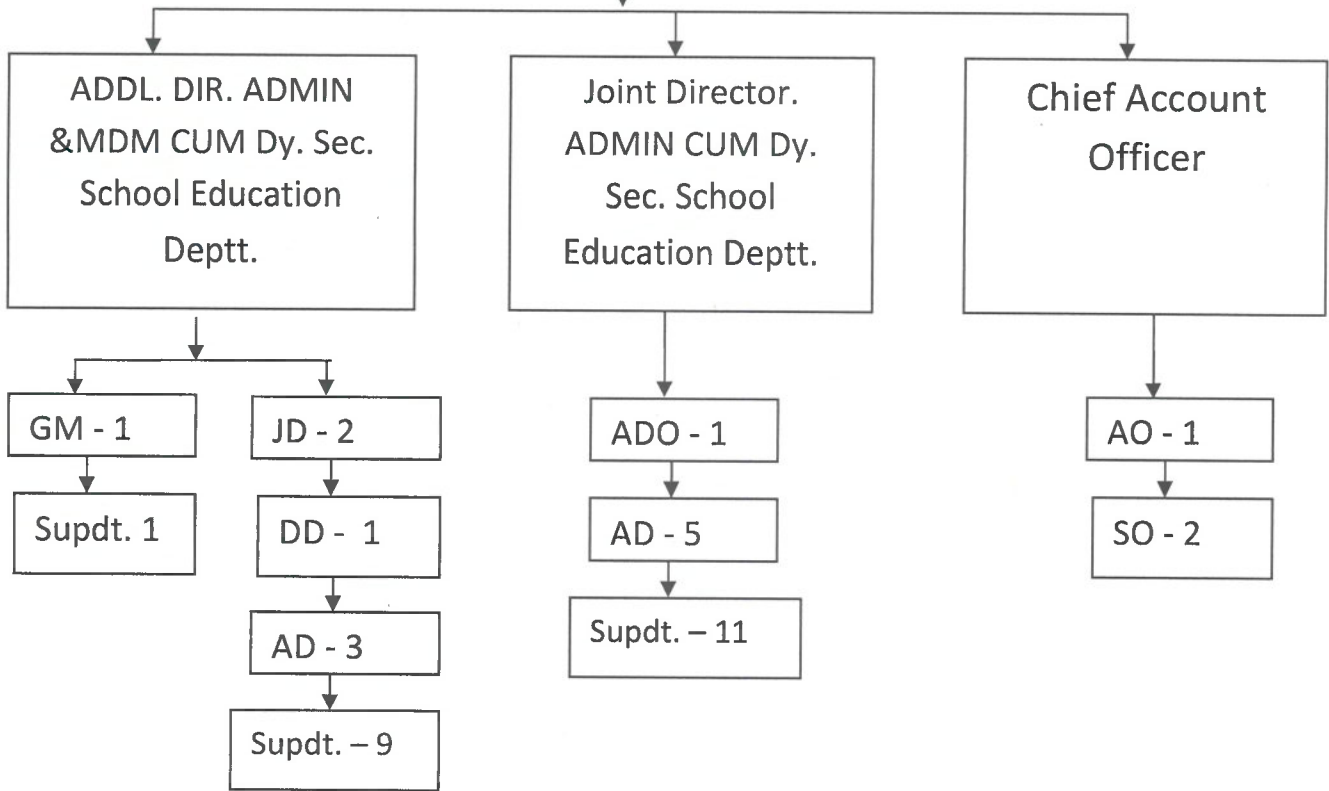 ADDL. DIR. ADMIN
&MDM CUM Dy. Sec.
School Education
Deptt.
Joint Director.
ADMIN CUM Dy.
Sec. School
Education Deptt.
Chief Account
Officer
GM - 1
Supdt. 1
JD - 2
DD - 1
AD - 3
Supdt. – 9
ADO - 1
AD - 5
Supdt. – 11
AO - 1
SO - 2